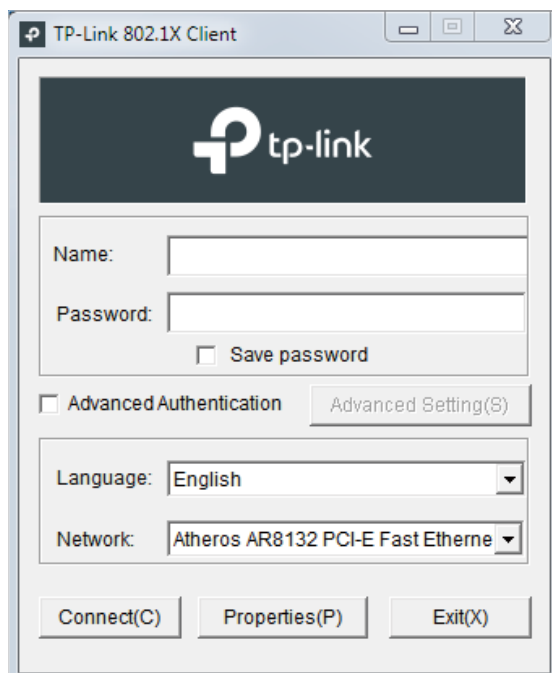 TP-Link 802.1X Client
tp-link
Name:
Password:
Save password
Advanced Authentication Advanced Setting(S)
Language: English
Network: Atheros AR8132 PCI-E Fast Etherne
Connect(C) Properties(P) Exit(X)